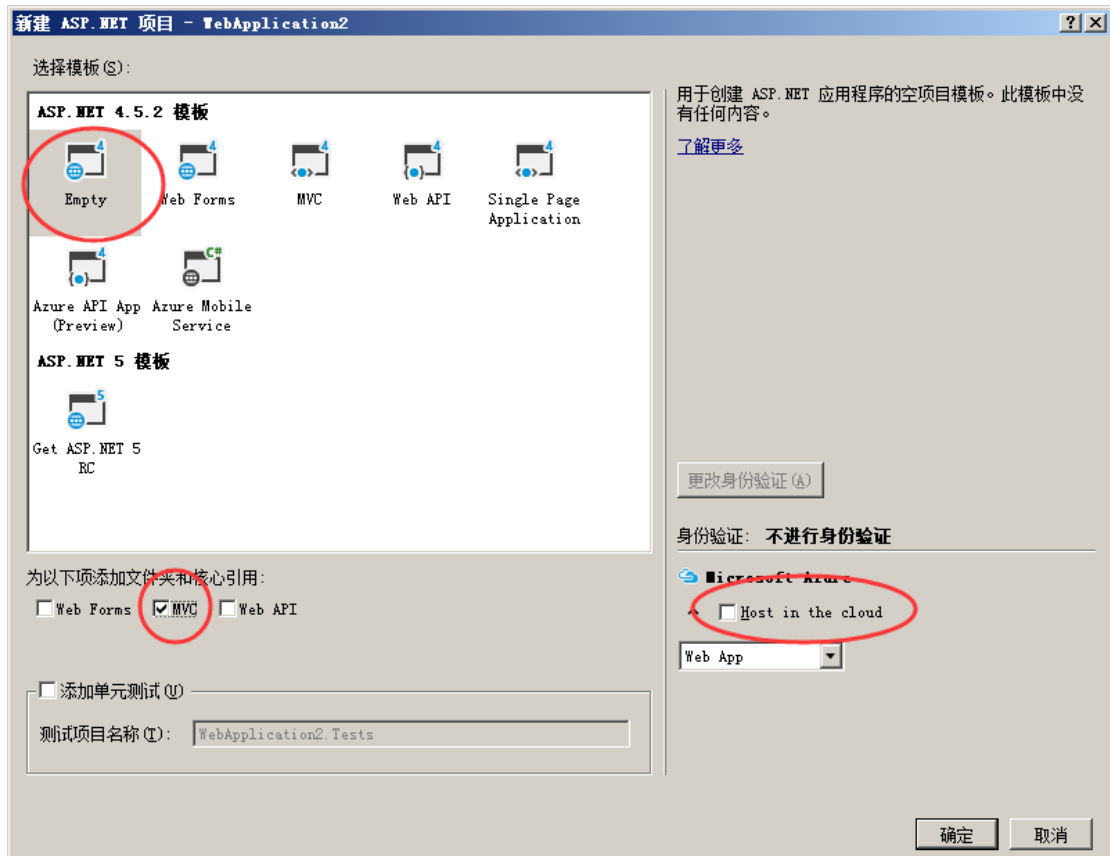 新建 ASP.NET 项目 - WebApplication2
选择模板(S):
ASP.NET 4.5.2 模板
Empty
Web Forms
MVC
Web API
Single Page
Application
Azure API App
(Preview)
Azure Mobile
Service
ASP.NET 5 模板
Get ASP.NET 5
RC
用于创建 ASP.NET 应用程序的空项目模板。此模板中没
有任何内容。
了解更多
更改身份验证(A)
身份验证: 不进行身份验证
Microsoft Azure
Host in the cloud
Web App
为以下项添加文件夹和核心引用:
Web Forms MVC Web API
添加单元测试(U)
测试项目名称(T): WebApplication2.Tests
确定 取消